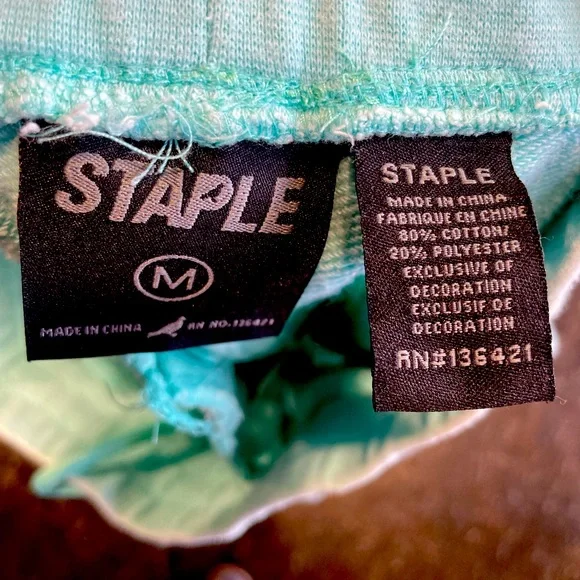 STAPLE
M
MADE IN CHINA RN NO. 136421
STAPLE
MADE IN CHINA
FABRIQUE EN CHINE
80% COTTON/
20% POLYESTER
EXCLUSIVE OF
DECORATION
EXCLUSIF DE
DECORATION
RN#136421